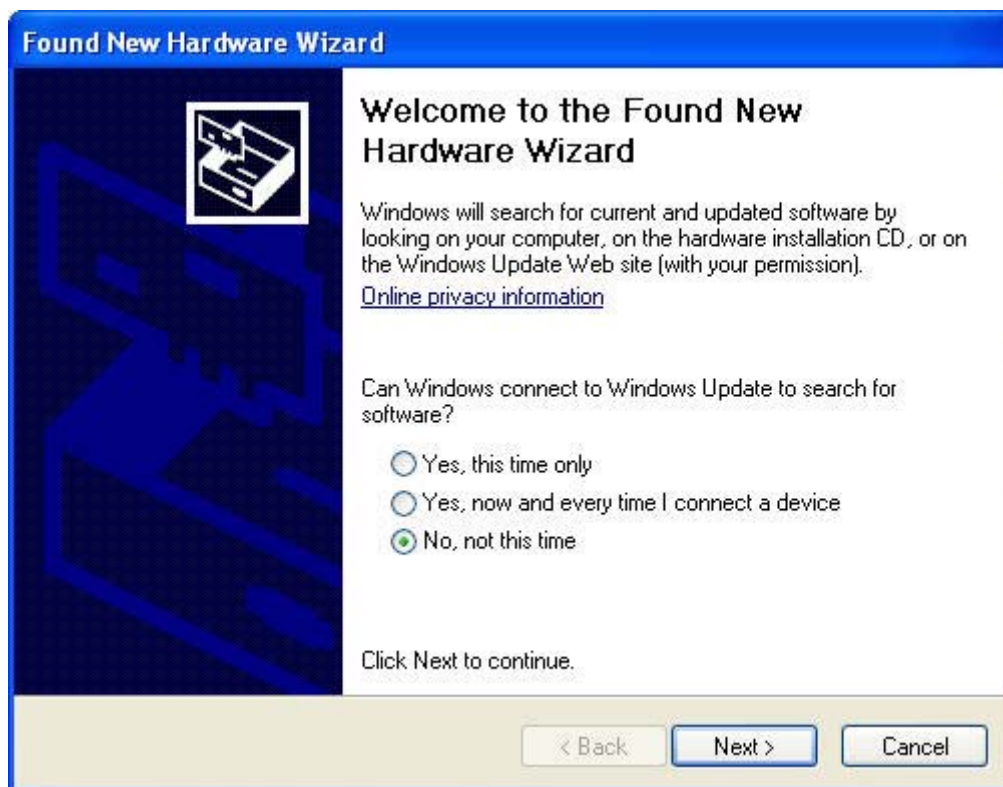 Found New Hardware Wizard
Welcome to the Found New
Hardware Wizard
Windows will search for current and updated software by
looking on your computer, on the hardware installation CD, or on
the Windows Update Web site (with your permission).
Online privacy information
Can Windows connect to Windows Update to search for
software?
Yes, this time only
Yes, now and every time I connect a device
No, not this time
Click Next to continue.
< Back Next > Cancel